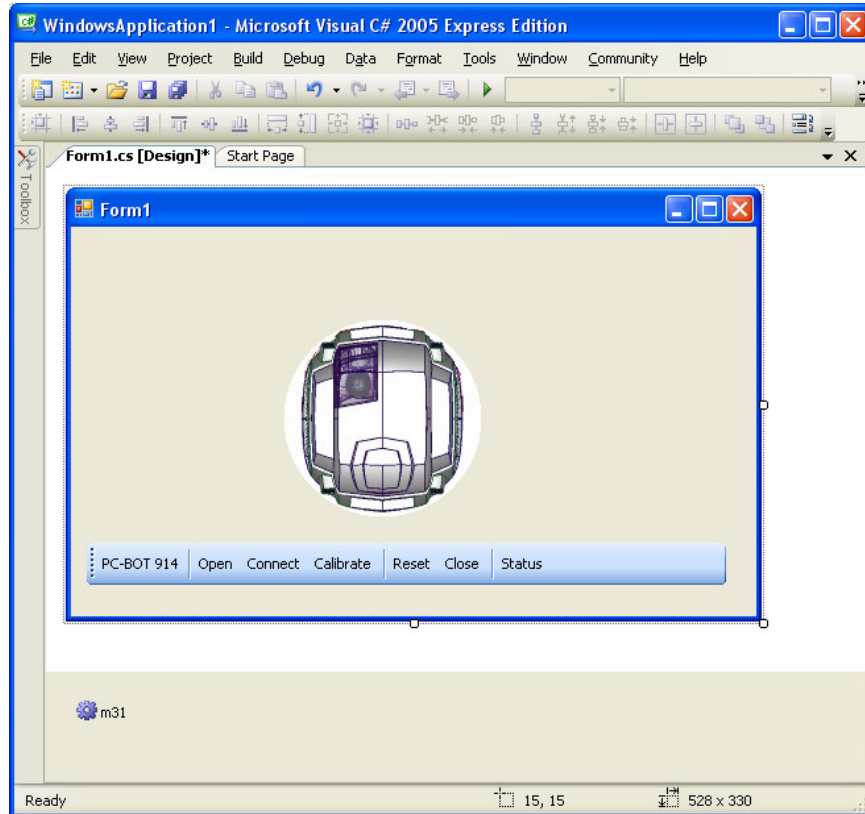 WindowsApplication1 - Microsoft Visual C# 2005 Express Edition
File Edit View Project Build Debug Data Format Tools Window Community Help
Form1.cs [Design]* Start Page
Toolbox
Form1
PC-BOT 914 Open Connect Calibrate Reset Close Status
m31
Ready 15, 15 528 x 330